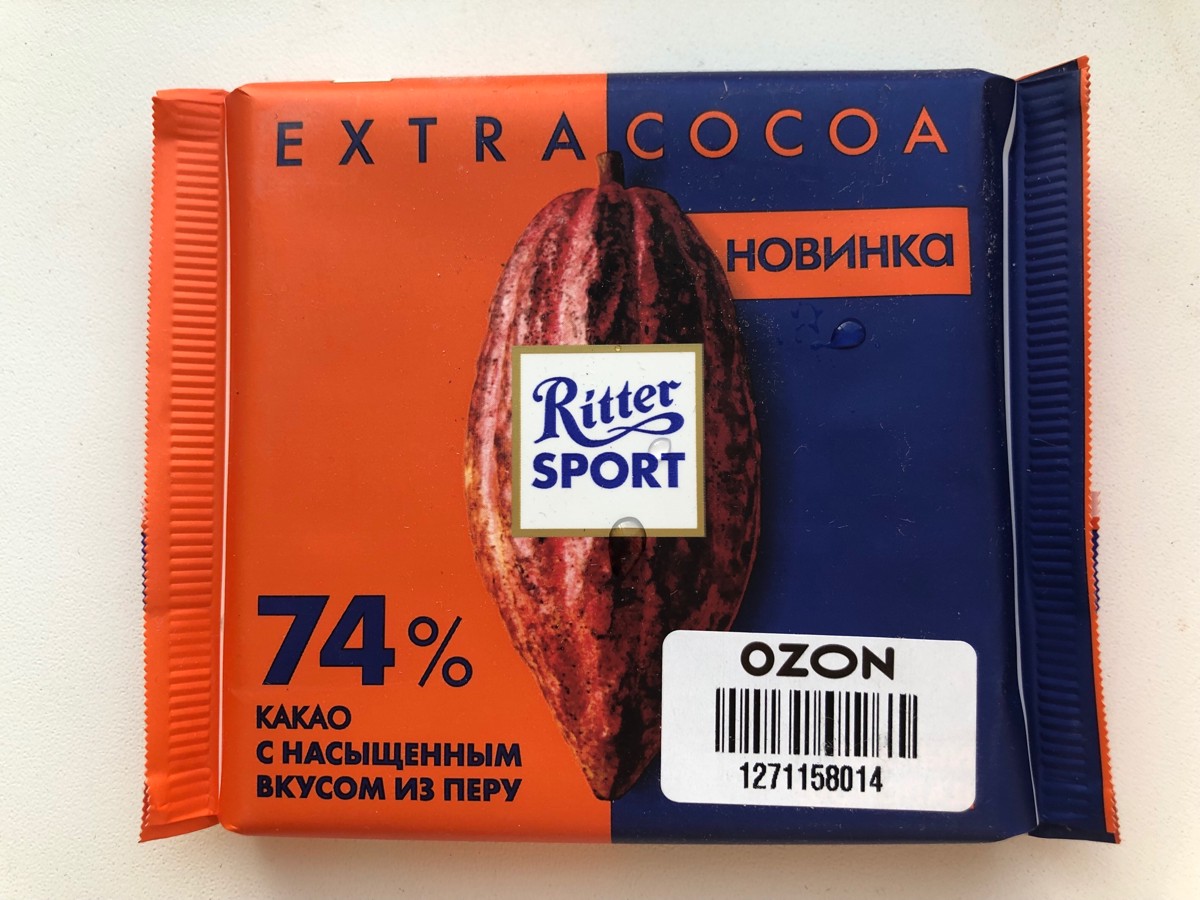 EXTRA COCOA
НОВИНКА
Ritter
SPORT
74%
КАКАО
С НАСЫЩЕННЫМ
ВКУСОМ ИЗ ПЕРУ
OZON
1271158014